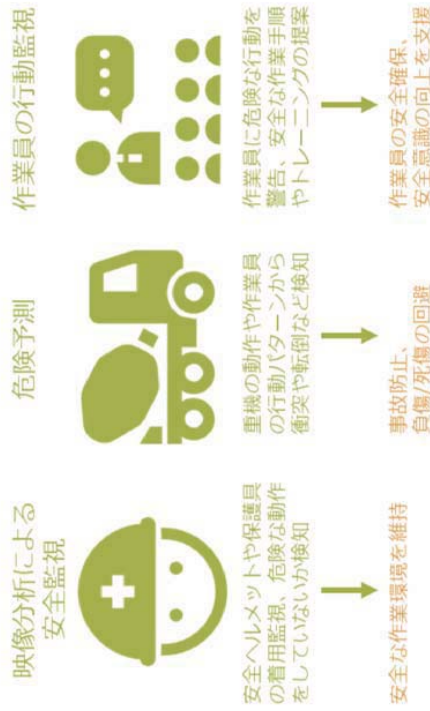 映像分析による
安全監視
安全ヘルメットや保護具
の着用監視、危険な動作
をしていないか検知
安全な作業環境を維持
危険予測
重機の動作や作業員
の行動パターンから
衝突や転倒など検知
事故防止、
負傷/死傷の回避
作業員の行動監視
作業員に危険な行動を
警告、安全な作業手順
やトレーニングの提案
作業員の安全確保、
安全意識の向上を支援